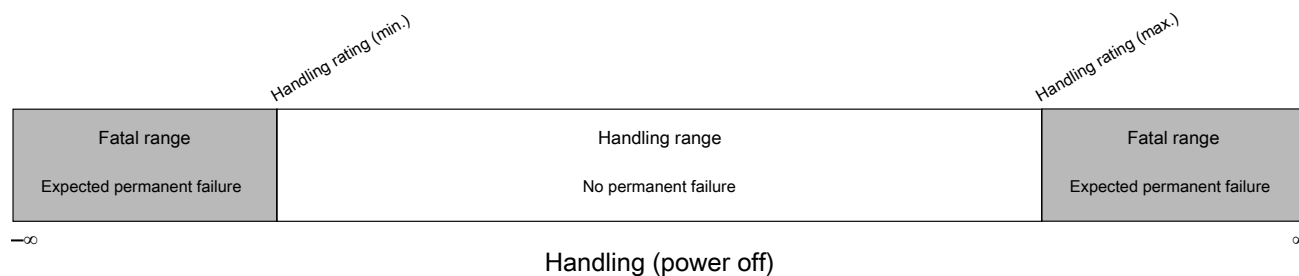 Handling rating (min.)
Handling rating (max.)
Fatal range
Handling range
Fatal range
Expected permanent failure
No permanent failure
Expected permanent failure
–∞
∞
Handling (power off)